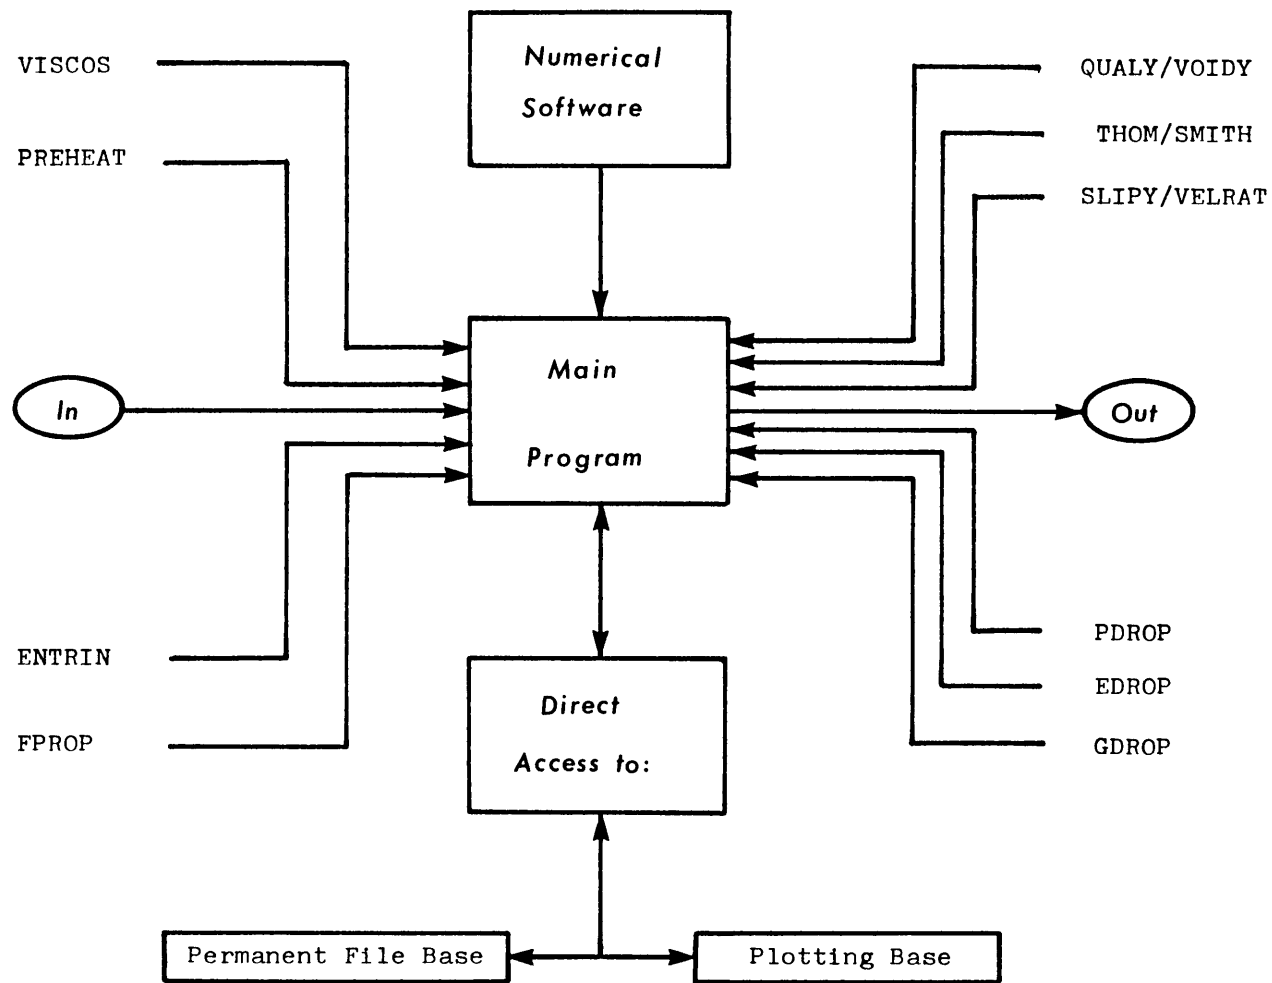 VISCOS
PREHEAT
Numerical
Software
QUALY/VOIDY
THOM/SMITH
SLIPY/VELRAT
In
Main
Program
Out
ENTRIN
FPROP
Direct
Access to:
PDROP
EDROP
GDROP
Permanent File Base
Plotting Base